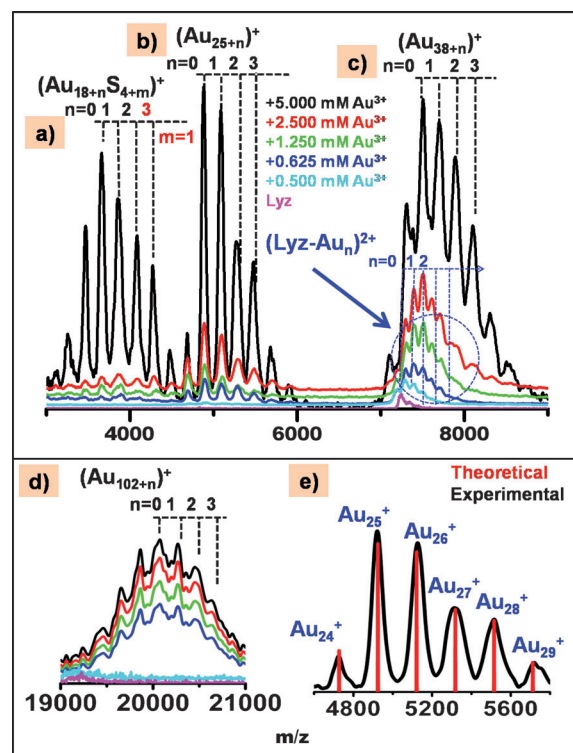 b)
(Au25+n)+
n=0 1 2 3
c)
(Au38+n)+
n=0 1 2 3
(Au18+nS4+m)+
n=0 1 2 3
m=1
a)
+5.000 mM Au3+
+2.500 mM Au3+
+1.250 mM Au3+
+0.625 mM Au3+
+0.500 mM Au3+
Lyz
(Lyz-Aun)2+
n=0 1 2
4000 6000 8000
d)
(Au102+n)+
n=0 1 2 3
19000 20000 21000
e)
Theoretical
Experimental
Au25+
Au26+
Au27+
Au28+
Au24+
Au29+
4800 5200 5600
m/z